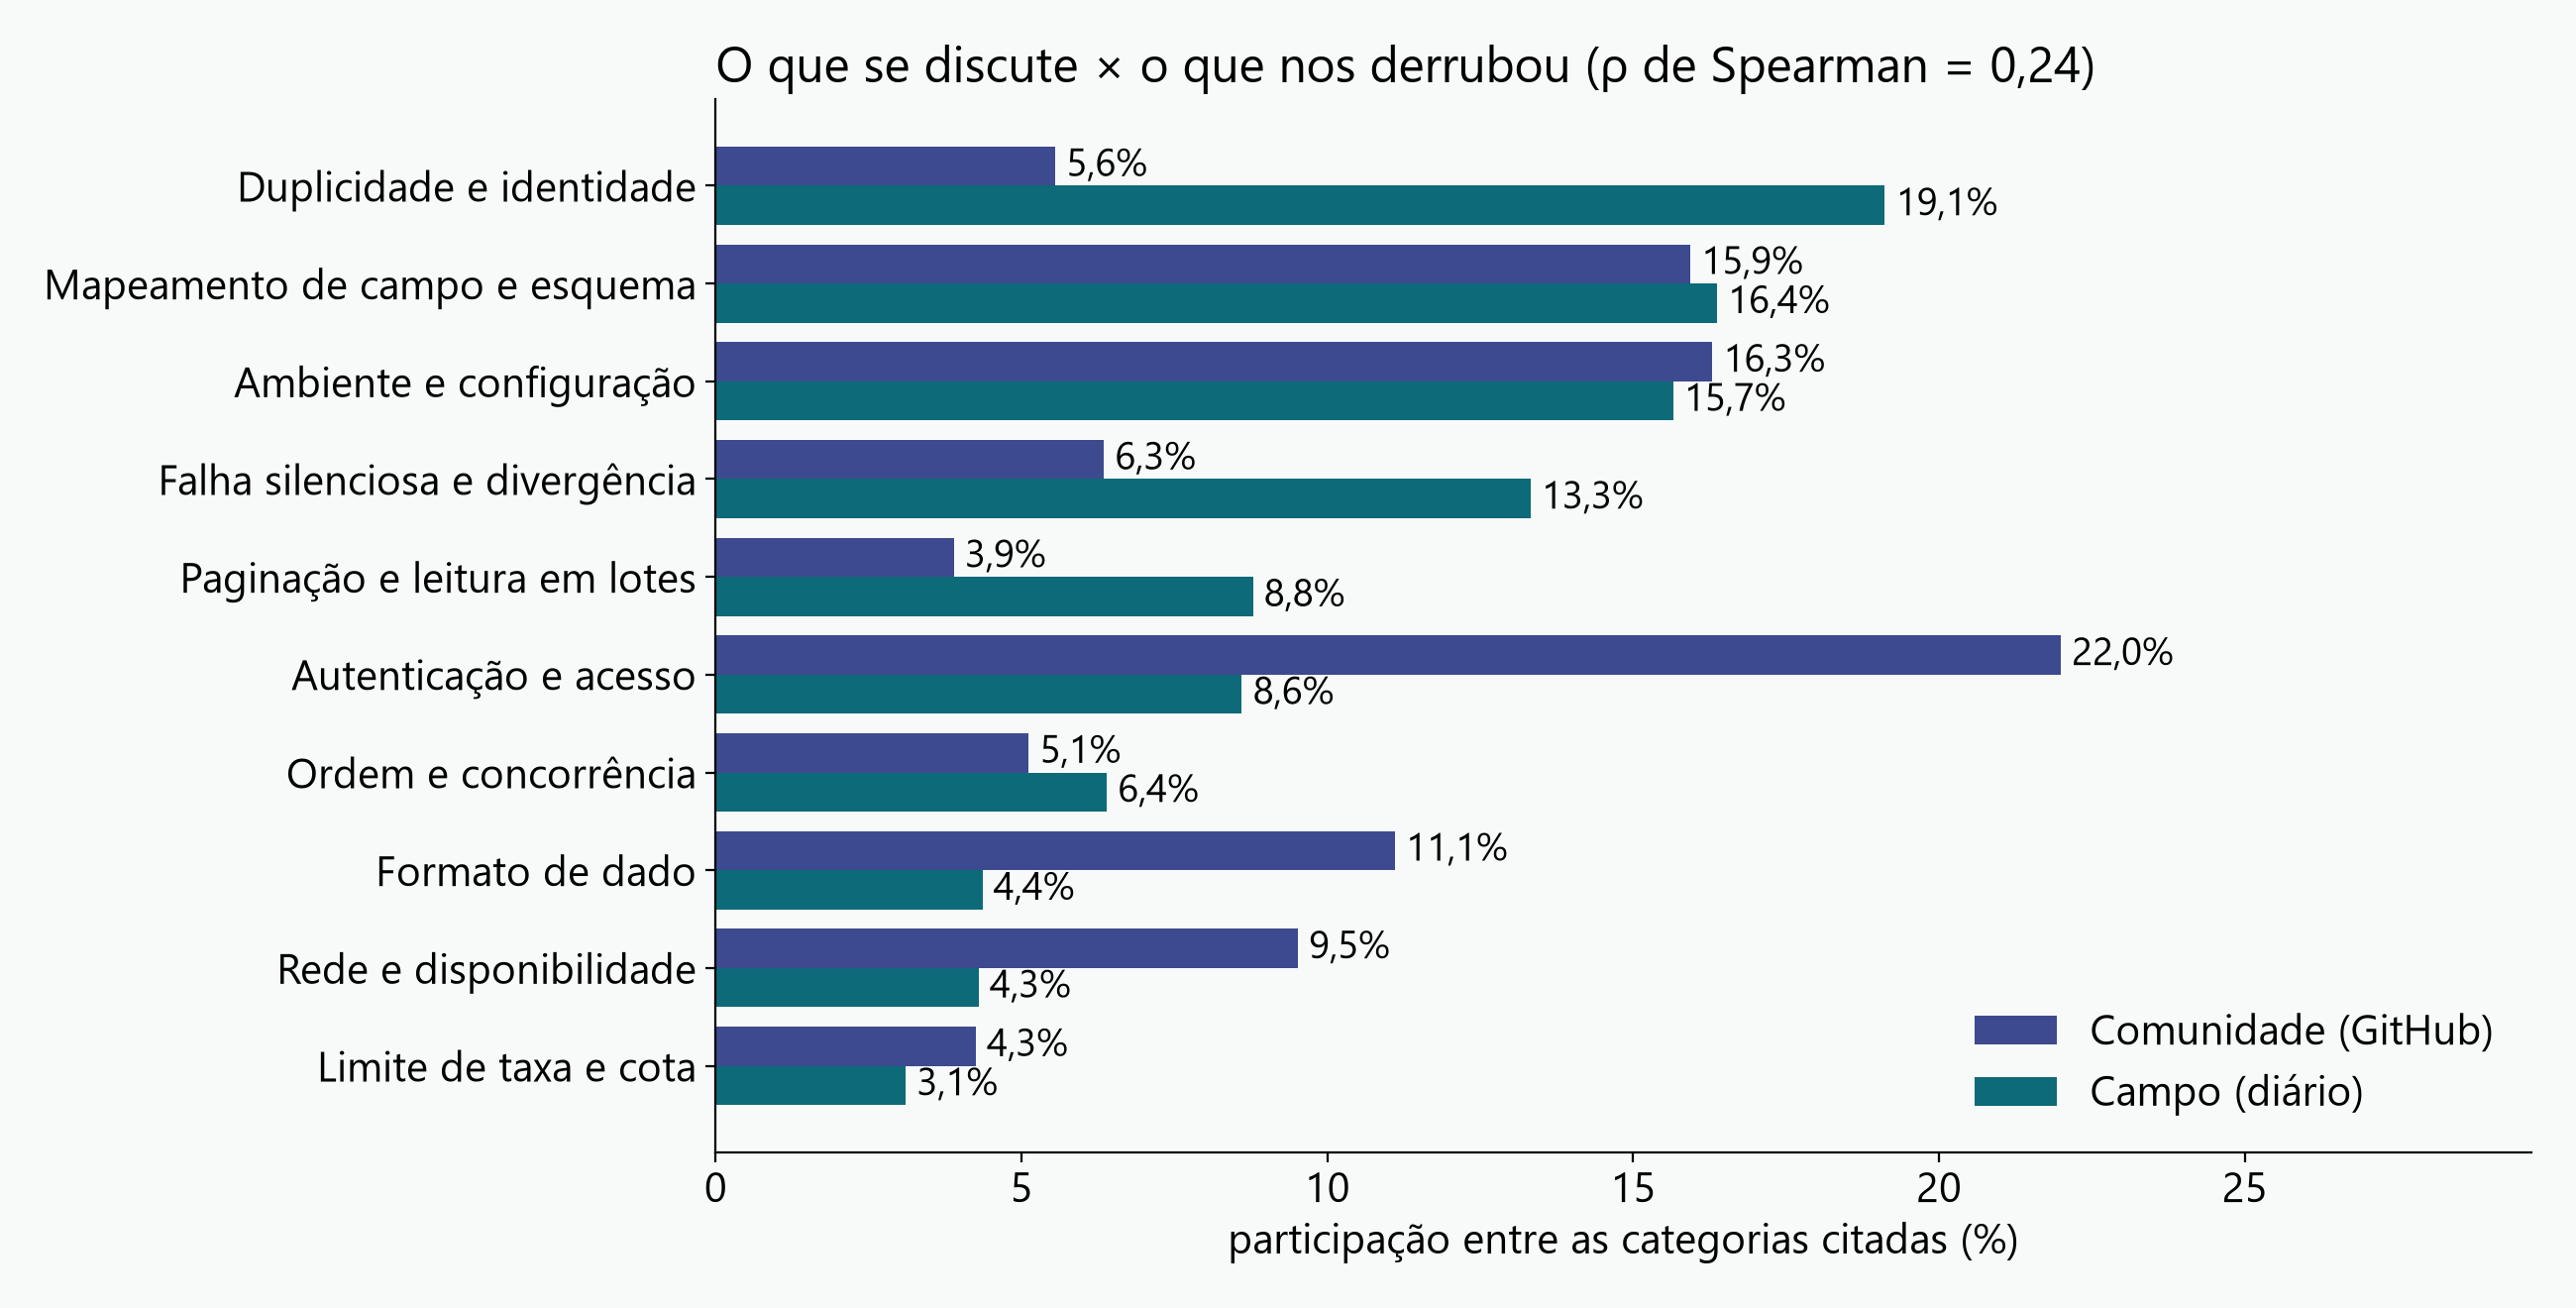 O que se discute × o que nos derrubou (ρ de Spearman = 0,24)
Duplicidade e identidade
5,6%
19,1%
Mapeamento de campo e esquema
15,9%
16,4%
Ambiente e configuração
16,3%
15,7%
Falha silenciosa e divergência
6,3%
13,3%
Paginação e leitura em lotes
3,9%
8,8%
Autenticação e acesso
22,0%
8,6%
Ordem e concorrência
5,1%
6,4%
Formato de dado
11,1%
4,4%
Rede e disponibilidade
9,5%
4,3%
Limite de taxa e cota
4,3%
3,1%
Comunidade (GitHub)
Campo (diário)
0 5 10 15 20 25
participação entre as categorias citadas (%)